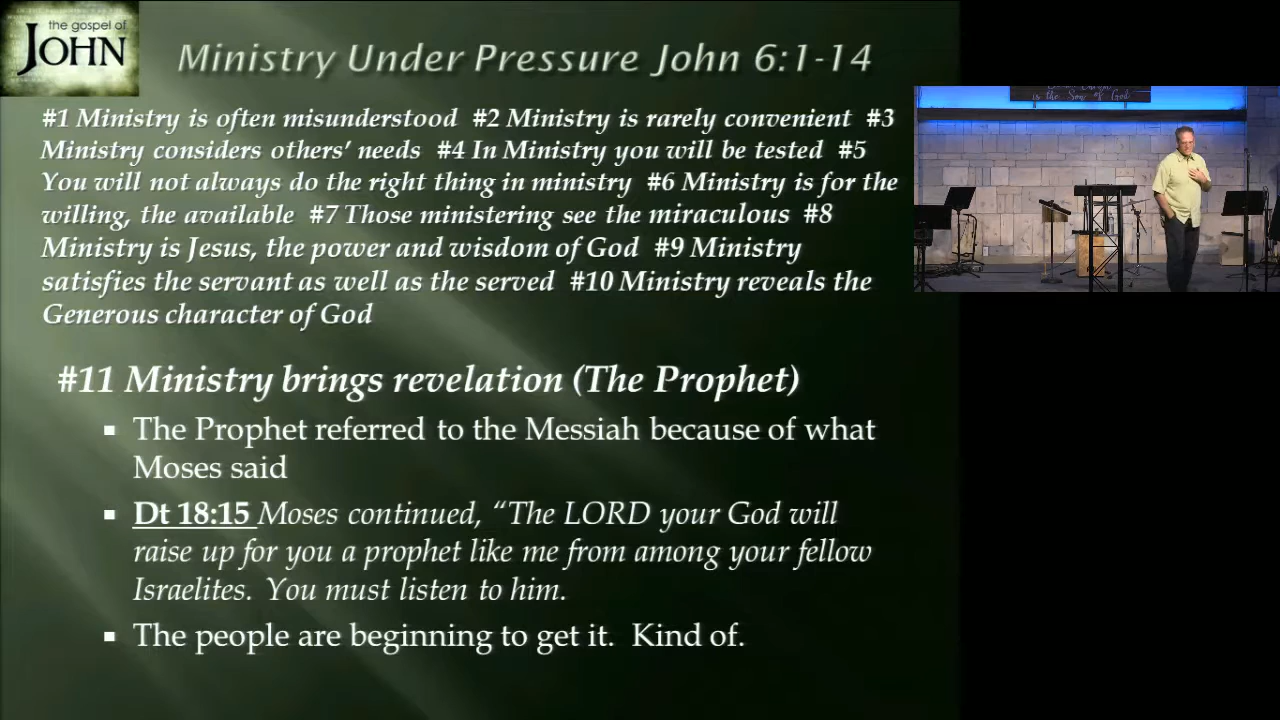 the gospel of
JOHN
Ministry Under Pressure John 6:1-14
#1 Ministry is often misunderstood #2 Ministry is rarely convenient #3
Ministry considers others’ needs #4 In Ministry you will be tested #5
You will not always do the right thing in ministry #6 Ministry is for the
willing, the available #7 Those ministering see the miraculous #8
Ministry is Jesus, the power and wisdom of God #9 Ministry
satisfies the servant as well as the served #10 Ministry reveals the
Generous character of God
#11 Ministry brings revelation (The Prophet)
▪ The Prophet referred to the Messiah because of what
Moses said
▪ Dt 18:15 Moses continued, “The LORD your God will
raise up for you a prophet like me from among your fellow
Israelites. You must listen to him.
▪ The people are beginning to get it. Kind of.
is the Son of God